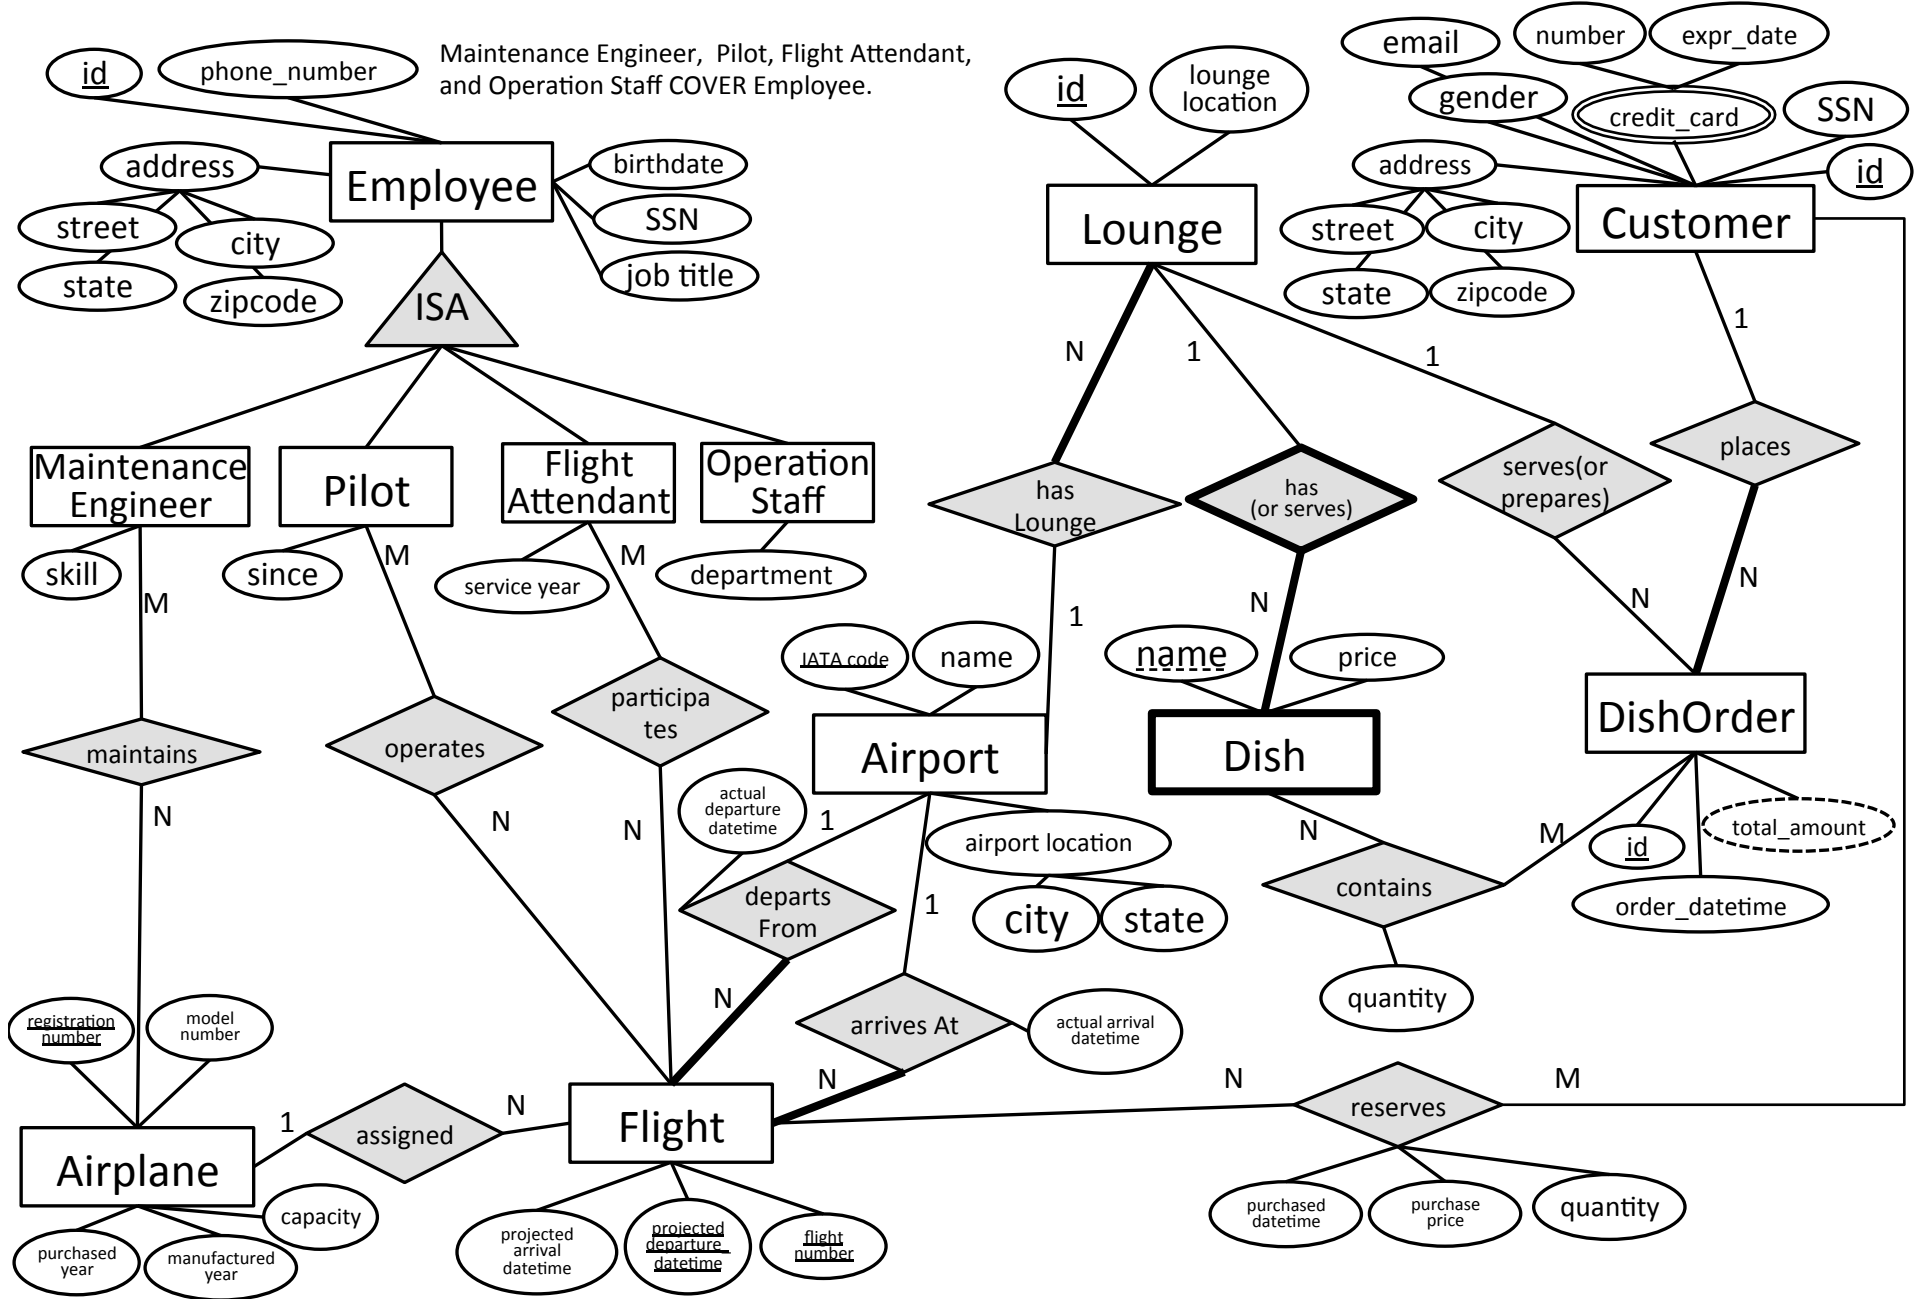 Maintenance Engineer, Pilot, Flight Attendant,
and Operation Staff COVER Employee.
id
phone_number
address
street
city
state
zipcode
Employee
birthdate
SSN
job title
ISA
id
lounge
location
Lounge
email
number
expr_date
gender
credit_card
SSN
address
id
street
city
state
zipcode
Customer
N
1
1
1
Maintenance
Engineer
Pilot
Flight
Attendant
Operation
Staff
skill
since
service year
department
M
M
M
has
Lounge
has
(or serves)
serves(or
prepares)
places
1
N
N
N
IATA code
name
name
price
maintains
operates
participa
tes
Airport
Dish
DishOrder
N
N
N
actual
departure
datetime
1
airport location
city
state
1
N
M
id
total_amount
order_datetime
contains
quantity
departs
From
N
arrives At
actual arrival
datetime
N
registration
number
model
number
Airplane
1
assigned
N
Flight
N
reserves
M
capacity
purchased
year
manufactured
year
projected
arrival
datetime
projected
departure_
datetime
flight
number
purchased
datetime
purchase
price
quantity